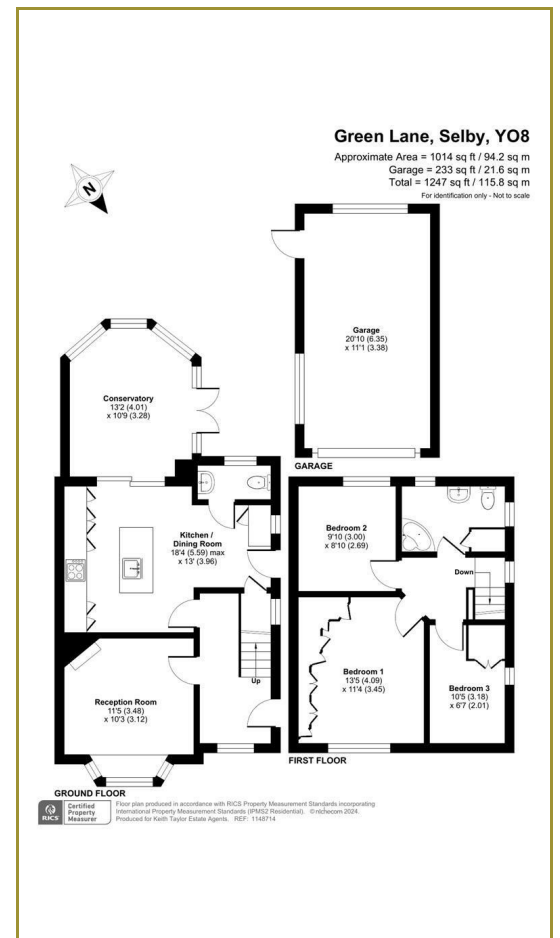 Green Lane, Selby, YO8
Approximate Area = 1014 sq ft / 94.2 sq m
Garage = 233 sq ft / 21.6 sq m
Total = 1247 sq ft / 115.8 sq m
For identification only - Not to scale
N
Garage
20'10 (6.35)
x 11'1 (3.38)
GARAGE
Conservatory
13'2 (4.01)
x 10'9 (3.28)
Kitchen /
Dining Room
18'4 (5.59) max
x 13' (3.96)
Reception Room
11'5 (3.48)
x 10'3 (3.12)
Up
GROUND FLOOR
Bedroom 2
9'10 (3.00)
x 8'10 (2.69)
Down
Bedroom 1
13'5 (4.09)
x 11'4 (3.45)
Bedroom 3
10'5 (3.18)
x 6'7 (2.01)
FIRST FLOOR
RICS
Certified
Property
Measurer
Floor plan produced in accordance with RICS Property Measurement Standards incorporating
International Property Measurement Standards (IPMS2 Residential). © nichecom 2024.
Produced for Keith Taylor Estate Agents. REF: 1148714